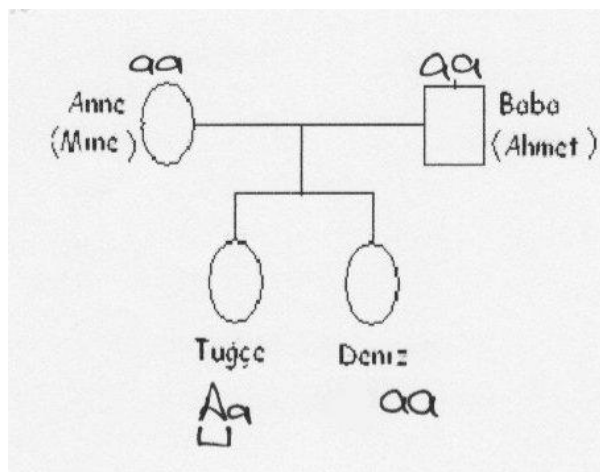 aa aa
Anne Baba
(Mine) (Ahmet)
Tuğçe Deniz
Aa aa